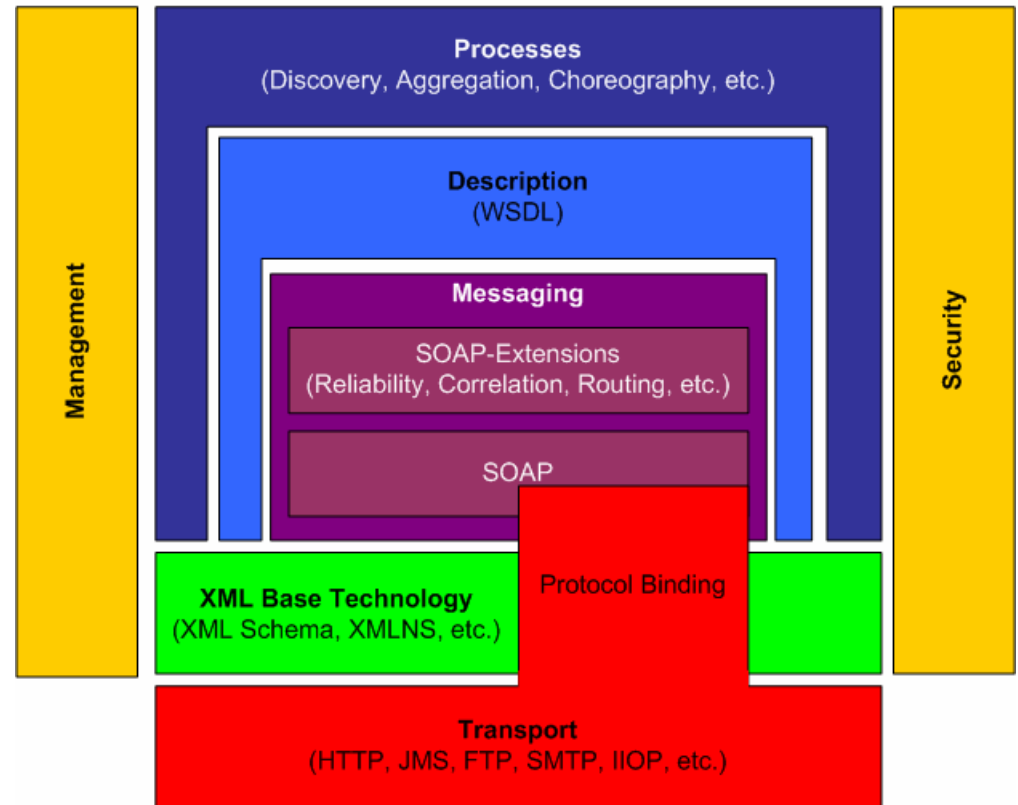 Processes
(Discovery, Aggregation, Choreography, etc.)
Description
(WSDL)
Messaging
SOAP-Extensions
(Reliability, Correlation, Routing, etc.)
SOAP
Management
Security
Protocol Binding
XML Base Technology
(XML Schema, XMLNS, etc.)
Transport
(HTTP, JMS, FTP, SMTP, IIOP, etc.)